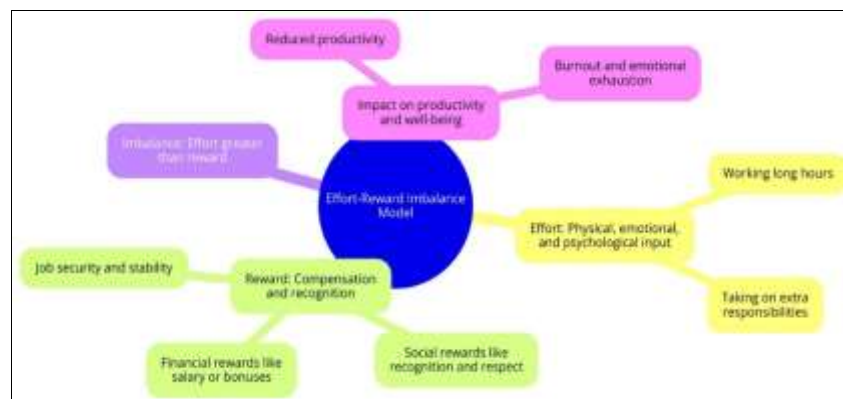 Reduced productivity
Burnout and emotional
exhaustion
Impact on productivity
and well-being
Imbalance: Effort greater
than reward
Effort-Reward Imbalance
Model
Working long hours
Effort: Physical, emotional,
and psychological input
Taking on extra
responsibilities
Job security and stability
Reward: Compensation
and recognition
Financial rewards like
salary or bonuses
Social rewards like
recognition and respect